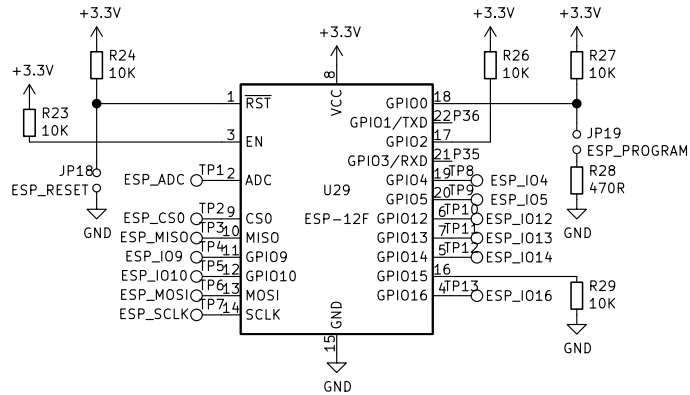 +3.3V
+3.3V
+3.3V
+3.3V
+3.3V
R24
10K
R26
10K
R27
10K
R23
10K
8
VCC
1 RST
GPIO0 18
GPIO1/TXD 22 P36
3 EN
GPIO2 17
GPIO3/RXD 21 P35
JP18
ESP_RESET
GND
JP19
ESP_PROGRAM
R28
470R
GND
ESP_ADC TP1 2 ADC
GPIO4 19 TP8 ESP_IO4
U29
GPIO5 20 TP9 ESP_IO5
ESP_CS0 TP2 9 CS0
ESP-12F
GPIO12 6 TP10 ESP_IO12
ESP_MISO TP3 10 MISO
GPIO13 7 TP11 ESP_IO13
ESP_IO9 TP4 11 GPIO9
GPIO14 5 TP12 ESP_IO14
ESP_IO10 TP5 12 GPIO10
GPIO15 16
ESP_MOSI TP6 13 MOSI
GPIO16 4 TP13 ESP_IO16
ESP_SCLK TP7 14 SCLK
R29
10K
GND
GND
15
GND